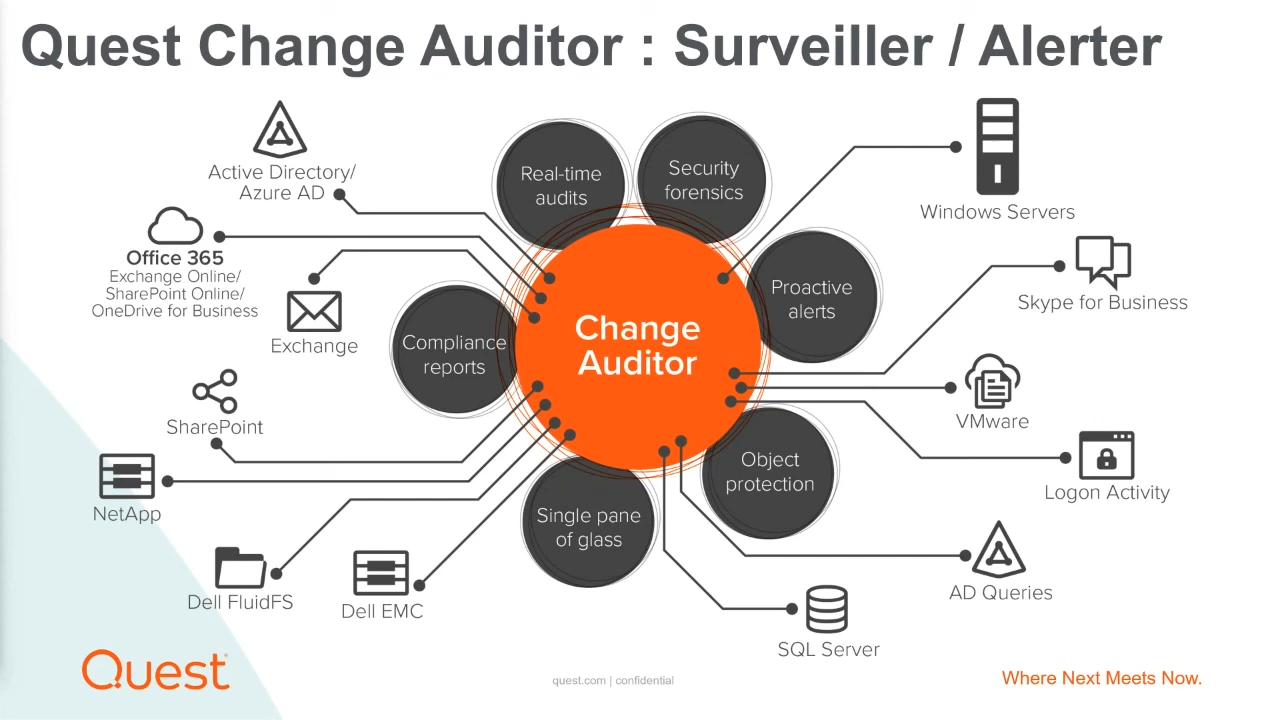 Quest Change Auditor : Surveiller / Alerter
Active Directory/
Azure AD
Office 365
Exchange Online/
SharePoint Online/
OneDrive for Business
Exchange
SharePoint
NetApp
Dell FluidFS
Dell EMC
Real-time
audits
Security
forensics
Proactive
alerts
Compliance
reports
Change
Auditor
Object
protection
Single pane
of glass
Windows Servers
Skype for Business
VMware
Logon Activity
AD Queries
SQL Server
Quest
quest.com | confidential
Where Next Meets Now.